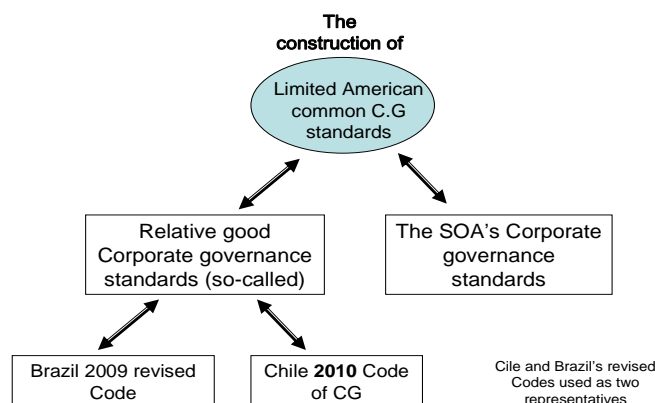 The
construction of
Limited American
common C.G
standards
Relative good
Corporate governance
standards (so-called)
The SOA's Corporate
governance
standards
Brazil 2009 revised
Code
Chile 2010 Code
of CG
Cile and Brazil's revised
Codes used as two
representatives